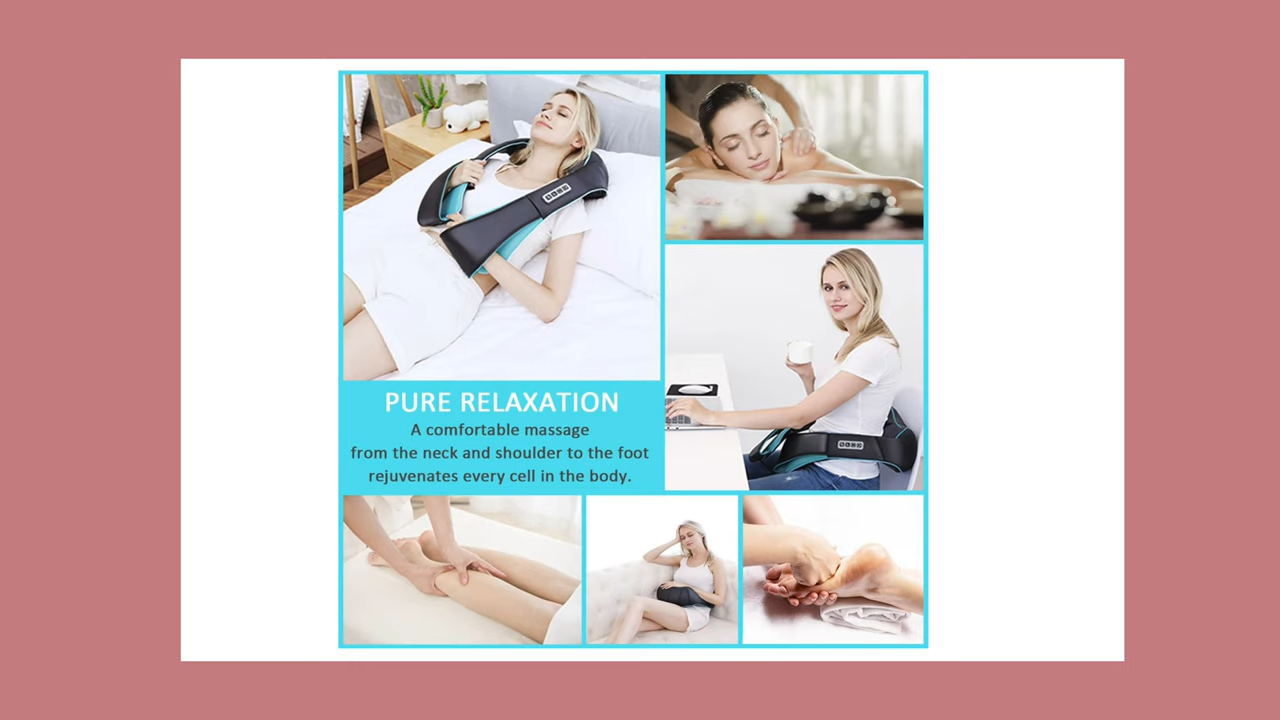 PURE RELAXATION
A comfortable massage
from the neck and shoulder to the foot
rejuvenates every cell in the body.